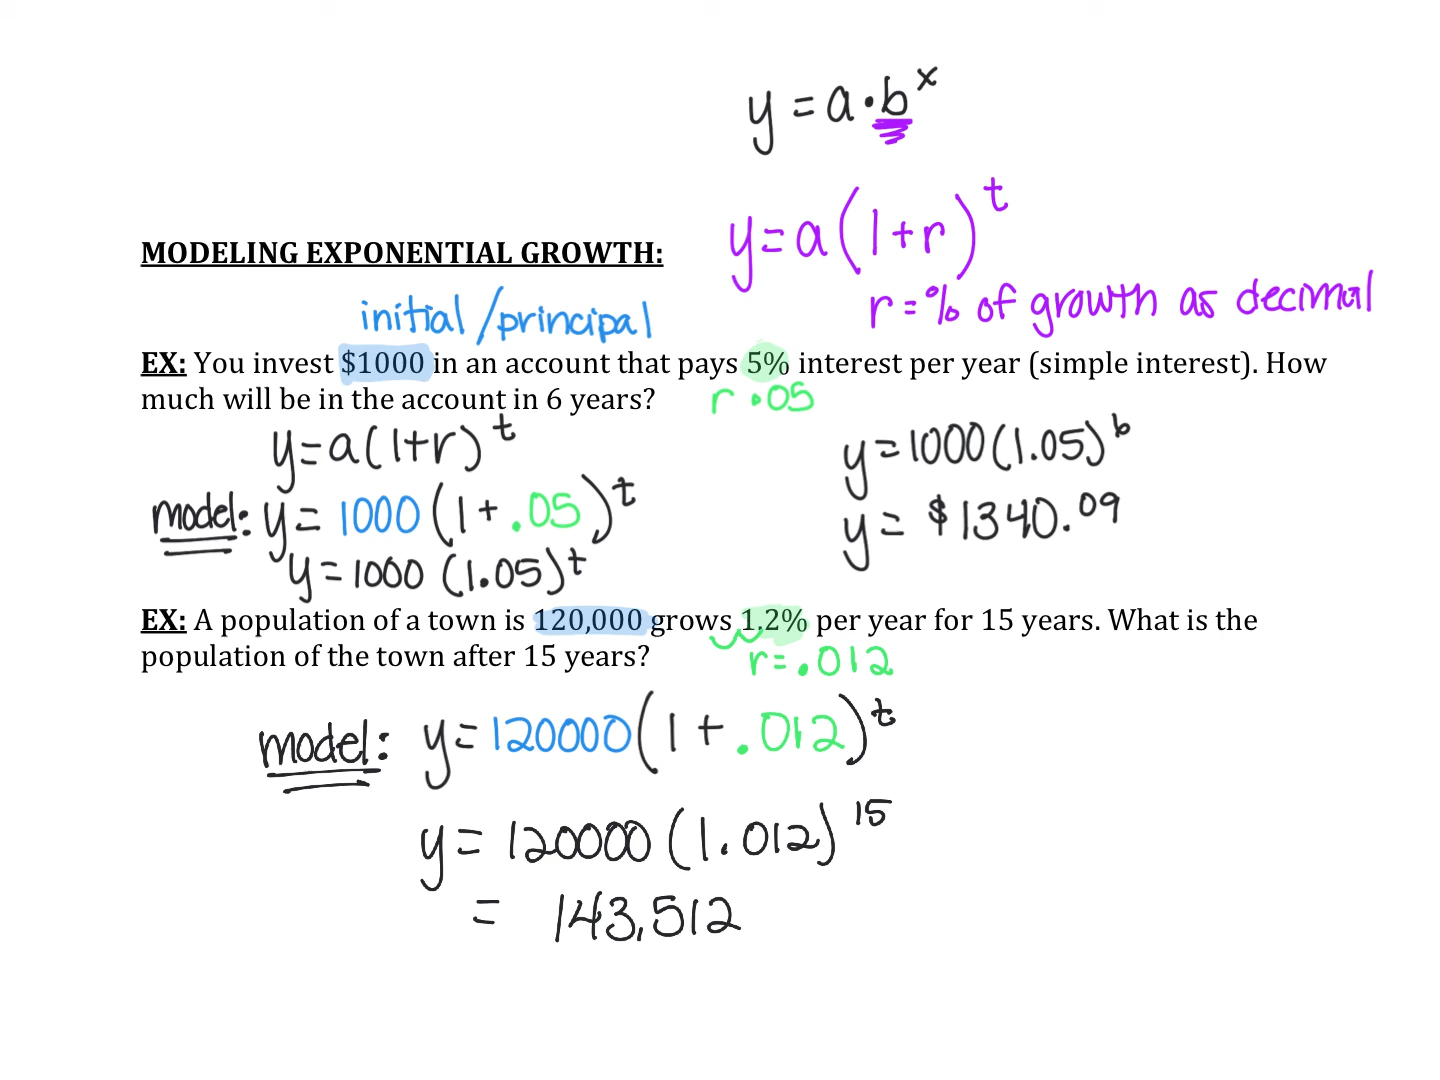 y = a · b^x
y = a(1+r)^t
MODELING EXPONENTIAL GROWTH:
r = % of growth as decimal
initial/principal
EX: You invest $1000 in an account that pays 5% interest per year (simple interest). How
much will be in the account in 6 years?
r .05
y = a(1+r)^t
model: y = 1000(1 + .05)^t
y = 1000(1.05)^t
y = 1000(1.05)^6
y = $1340.09
EX: A population of a town is 120,000 grows 1.2% per year for 15 years. What is the
population of the town after 15 years?
r = .012
model: y = 120000(1 + .012)^t
y = 120000(1.012)^15
= 143,512